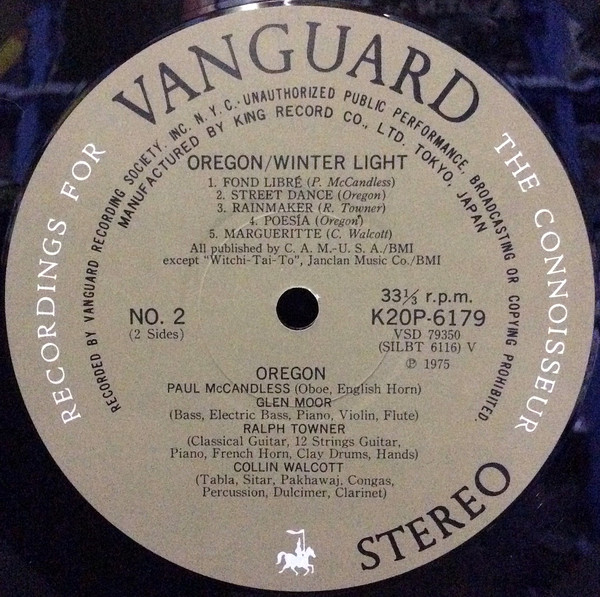 VANGUARD
RECORDINGS FOR THE CONNOISSEUR
RECORDED BY VANGUARD RECORDING SOCIETY, INC. N. Y. C.·UNAUTHORIZED PUBLIC PERFORMANCE, BROADCASTING OR COPYING PROHIBITED.
MANUFACTURED BY KING RECORD CO., LTD. TOKYO, JAPAN
OREGON/WINTER LIGHT
1. FOND LIBRÉ (P. McCandless)
2. STREET DANCE (Oregon)
3. RAINMAKER (R. Towner)
4. POESIA (Oregon)
5. MARGUERITTE (C. Walcott)
All published by C. A. M.-U. S. A./BMI
except "Witchi-Tai-To", Janclan Music Co./BMI
NO. 2
(2 Sides)
33⅓ r.p.m.
K20P-6179
VSD 79350
(SILBT 6116) V
℗ 1975
OREGON
PAUL McCANDLESS (Oboe, English Horn)
GLEN MOOR
(Bass, Electric Bass, Piano, Violin, Flute)
RALPH TOWNER
(Classical Guitar, 12 Strings Guitar,
Piano, French Horn, Clay Drums, Hands)
COLLIN WALCOTT
(Tabla, Sitar, Pakhawaj, Congas,
Percussion, Dulcimer, Clarinet)
STEREO